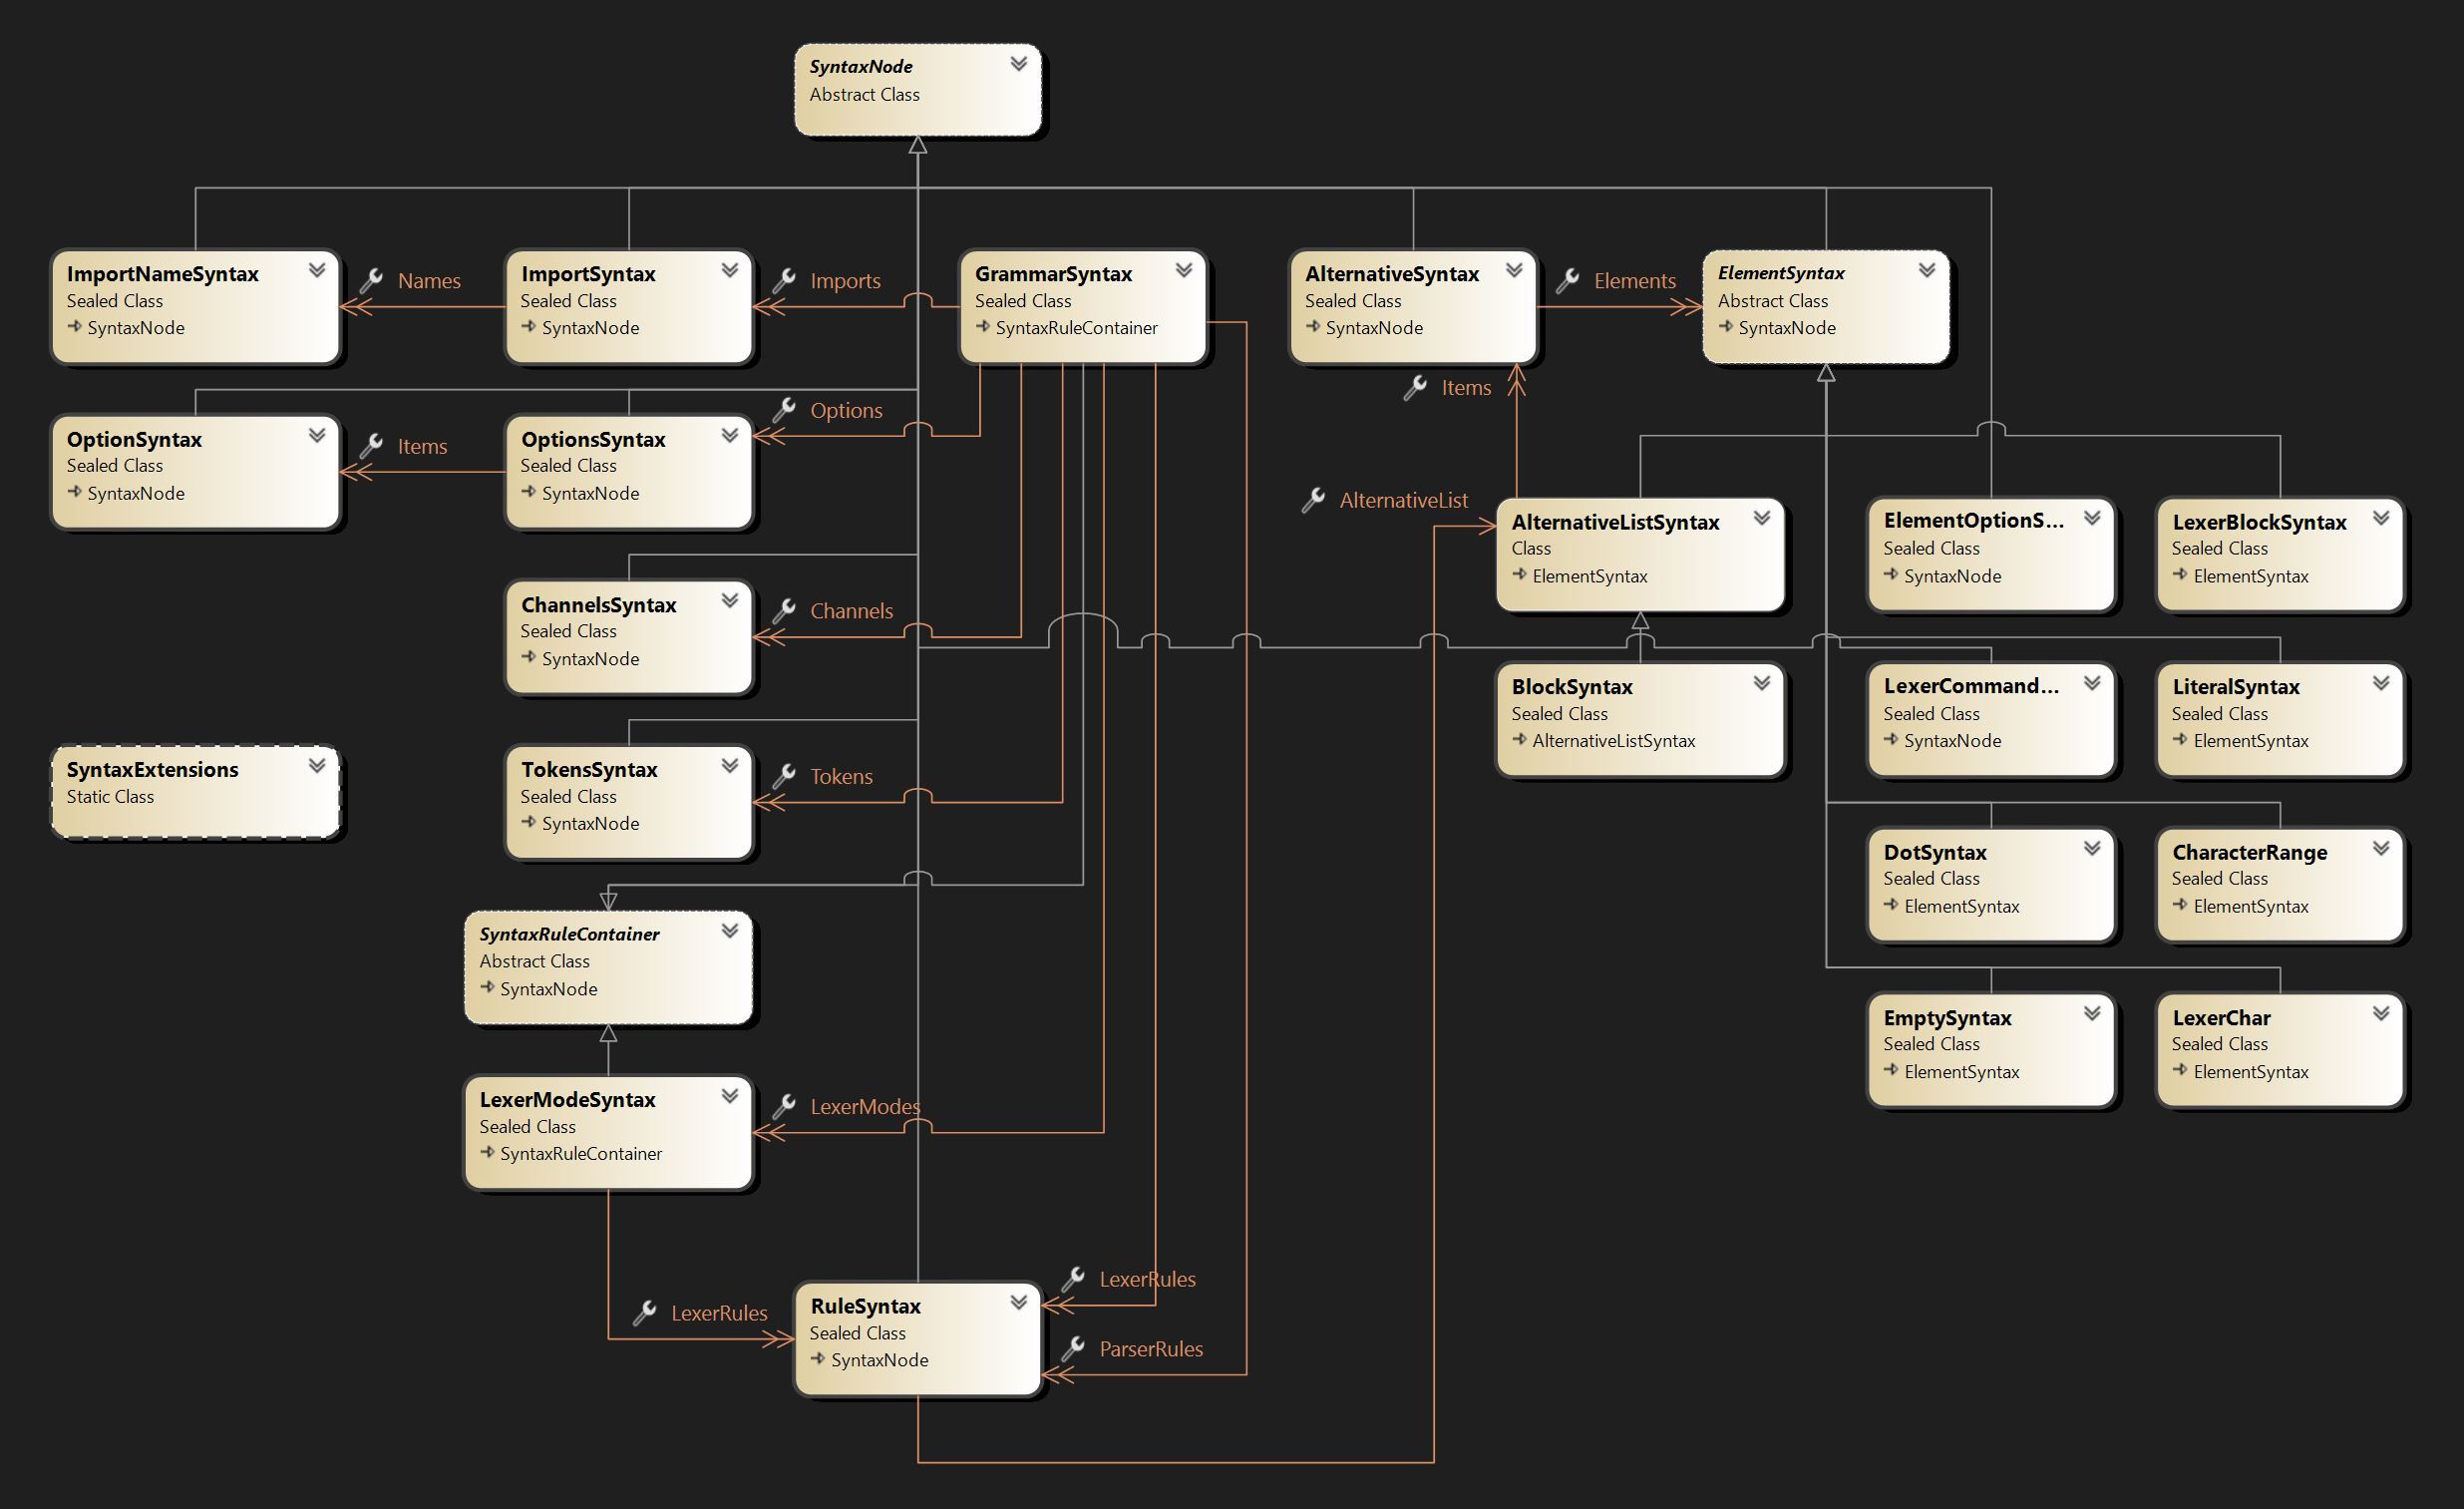 SyntaxNode
Abstract Class
ImportNameSyntax
Sealed Class
SyntaxNode
Names
ImportSyntax
Sealed Class
SyntaxNode
Imports
GrammarSyntax
Sealed Class
SyntaxRuleContainer
AlternativeSyntax
Sealed Class
SyntaxNode
Elements
ElementSyntax
Abstract Class
SyntaxNode
OptionSyntax
Sealed Class
SyntaxNode
Items
OptionsSyntax
Sealed Class
SyntaxNode
Options
Items
AlternativeList
AlternativeListSyntax
Class
ElementSyntax
ElementOptionS...
Sealed Class
SyntaxNode
LexerBlockSyntax
Sealed Class
ElementSyntax
ChannelsSyntax
Sealed Class
SyntaxNode
Channels
BlockSyntax
Sealed Class
AlternativeListSyntax
LexerCommand...
Sealed Class
SyntaxNode
LiteralSyntax
Sealed Class
ElementSyntax
SyntaxExtensions
Static Class
TokensSyntax
Sealed Class
SyntaxNode
Tokens
DotSyntax
Sealed Class
ElementSyntax
CharacterRange
Sealed Class
ElementSyntax
SyntaxRuleContainer
Abstract Class
SyntaxNode
EmptySyntax
Sealed Class
ElementSyntax
LexerChar
Sealed Class
ElementSyntax
LexerModeSyntax
Sealed Class
SyntaxRuleContainer
LexerModes
LexerRules
RuleSyntax
Sealed Class
SyntaxNode
LexerRules
ParserRules